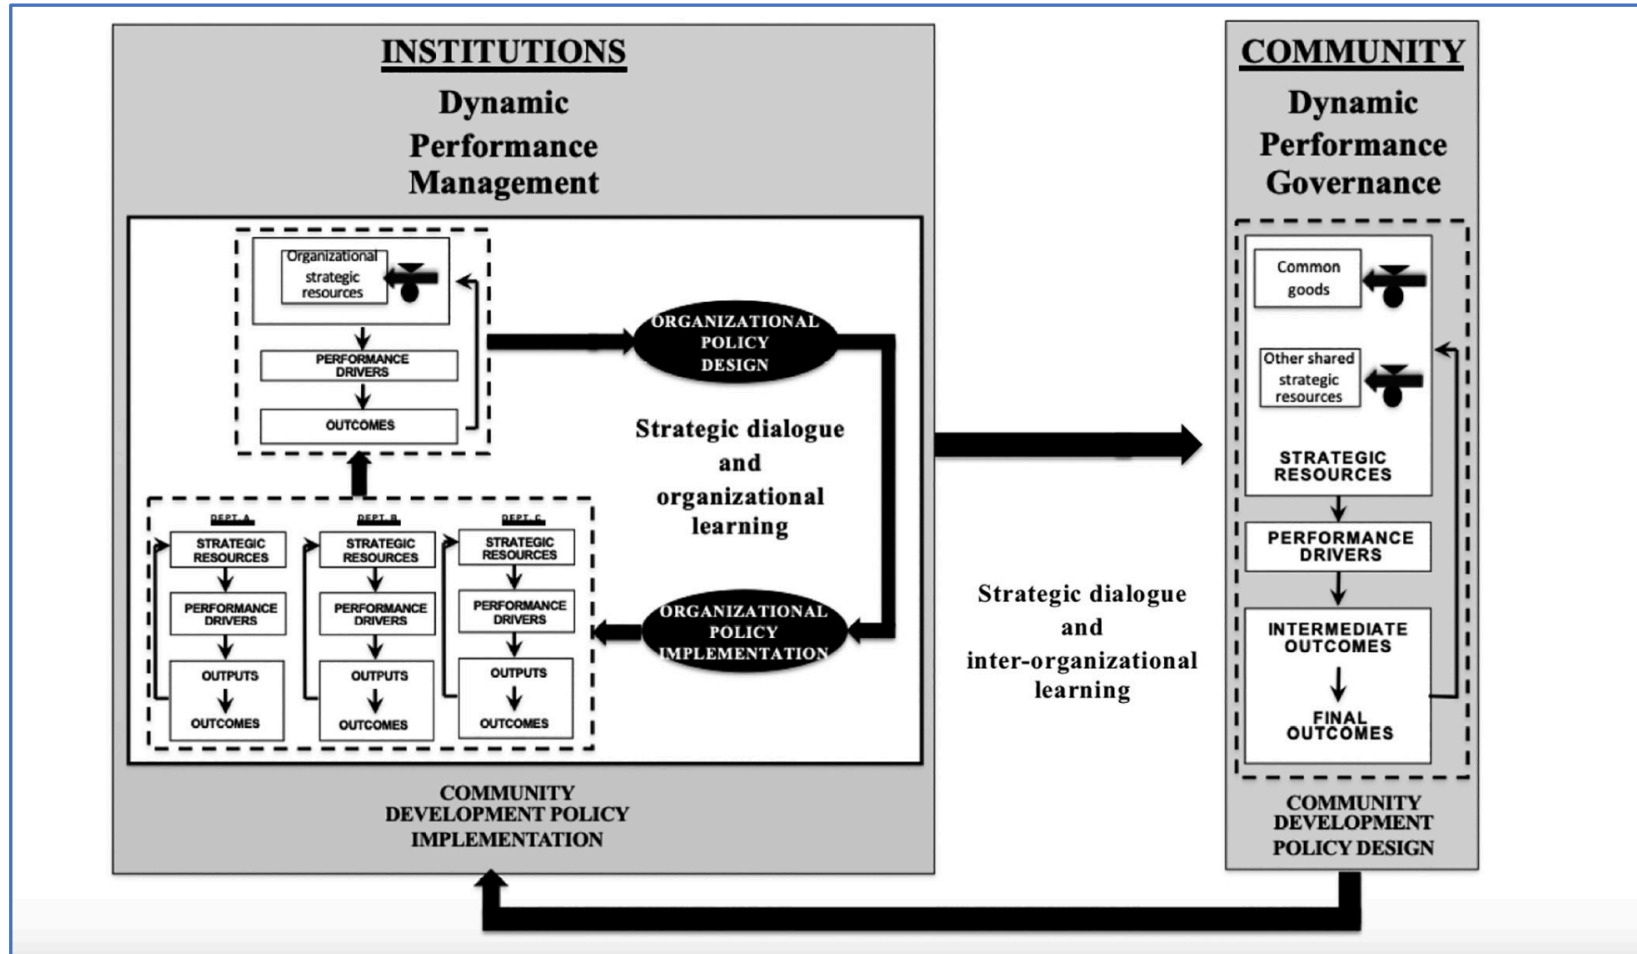 INSTITUTIONS
Dynamic
Performance
Management
Organizational
strategic
resources
PERFORMANCE
DRIVERS
OUTCOMES
ORGANIZATIONAL
POLICY
DESIGN
Strategic dialogue
and
organizational
learning
ORGANIZATIONAL
POLICY
IMPLEMENTATION
DEPT. A
STRATEGIC
RESOURCES
PERFORMANCE
DRIVERS
OUTPUTS
OUTCOMES
DEPT. B
STRATEGIC
RESOURCES
PERFORMANCE
DRIVERS
OUTPUTS
OUTCOMES
DEPT. C
STRATEGIC
RESOURCES
PERFORMANCE
DRIVERS
OUTPUTS
OUTCOMES
COMMUNITY
DEVELOPMENT POLICY
IMPLEMENTATION
Strategic dialogue
and
inter-organizational
learning
COMMUNITY
Dynamic
Performance
Governance
Common
goods
Other shared
strategic
resources
STRATEGIC
RESOURCES
PERFORMANCE
DRIVERS
INTERMEDIATE
OUTCOMES
FINAL
OUTCOMES
COMMUNITY
DEVELOPMENT
POLICY DESIGN